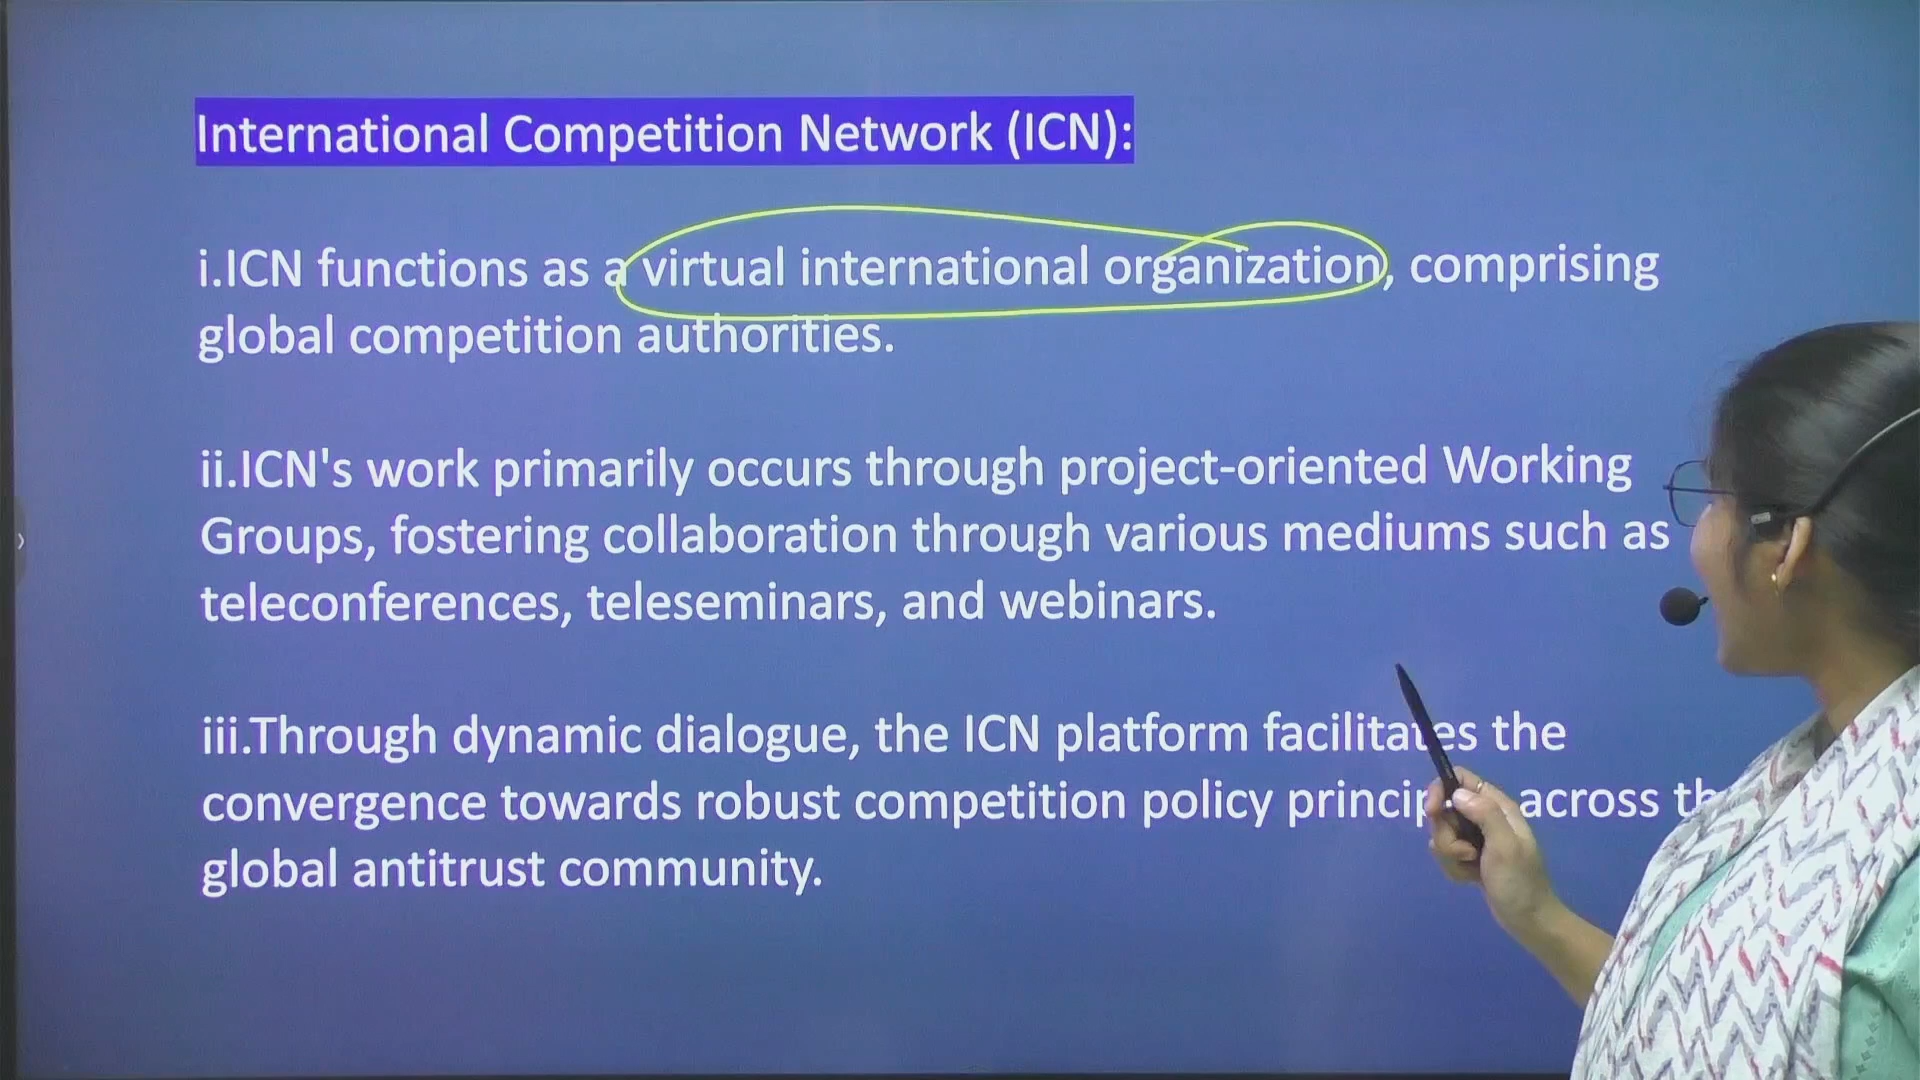 International Competition Network (ICN):
i.ICN functions as a virtual international organization, comprising
global competition authorities.
ii.ICN's work primarily occurs through project-oriented Working
Groups, fostering collaboration through various mediums such as
teleconferences, teleseminars, and webinars.
iii.Through dynamic dialogue, the ICN platform facilitates the
convergence towards robust competition policy across
global antitrust community.